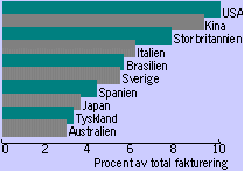 USA
Kina
Storbritannien
Italien
Brasilien
Sverige
Spanien
Japan
Tyskland
Australien
0 2 4 6 8 10
Procent av total fakturering